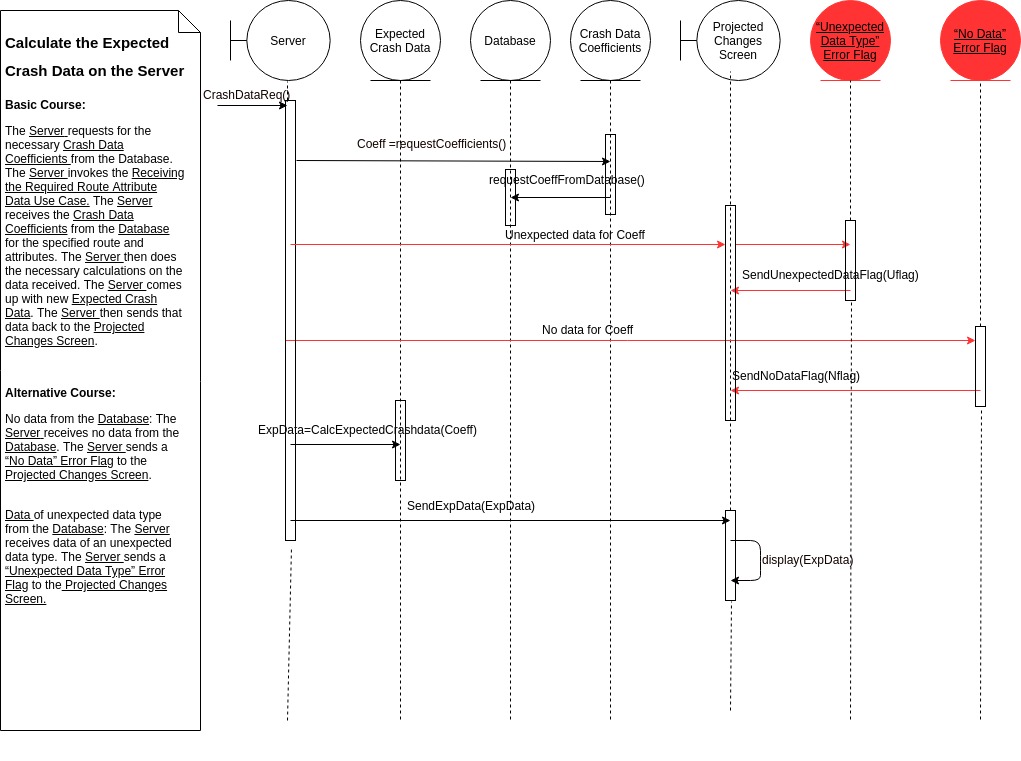 Calculate the Expected
Crash Data on the Server
Basic Course:
The Server requests for the
necessary Crash Data
Coefficients from the Database.
The Server invokes the Receiving
the Required Route Attribute
Data Use Case. The Server
receives the Crash Data
Coefficients from the Database
for the specified route and
attributes. The Server then does
the necessary calculations on the
data received. The Server comes
up with new Expected Crash
Data. The Server then sends that
data back to the Projected
Changes Screen.
Alternative Course:
No data from the Database: The
Server receives no data from the
Database. The Server sends a
“No Data” Error Flag to the
Projected Changes Screen.
Data of unexpected data type
from the Database: The Server
receives data of an unexpected
data type. The Server sends a
“Unexpected Data Type” Error
Flag to the Projected Changes
Screen.
Server
Expected
Crash Data
Database
Crash Data
Coefficients
Projected
Changes
Screen
“Unexpected
Data Type”
Error Flag
“No Data”
Error Flag
CrashDataReq()
Coeff =requestCoefficients()
requestCoeffFromDatabase()
Unexpected data for Coeff
SendUnexpectedDataFlag(Uflag)
No data for Coeff
SendNoDataFlag(Nflag)
ExpData=CalcExpectedCrashdata(Coeff)
SendExpData(ExpData)
display(ExpData)